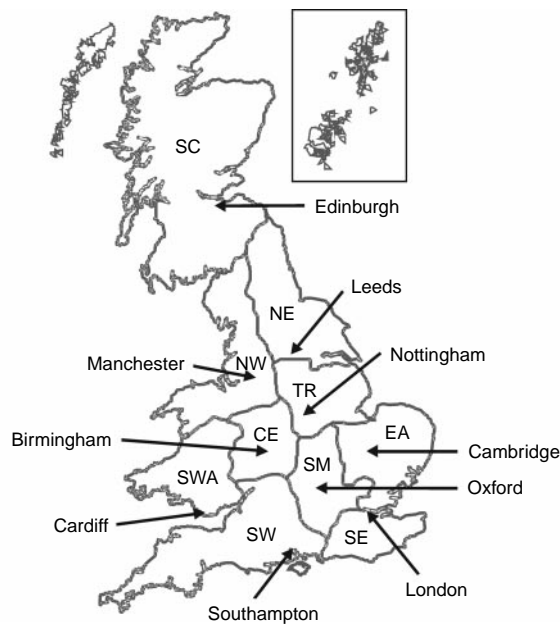 SC
Edinburgh
Leeds
NE
Nottingham
Manchester
NW
TR
Birmingham
CE
EA
Cambridge
SM
SWA
Oxford
Cardiff
SW
SE
London
Southampton